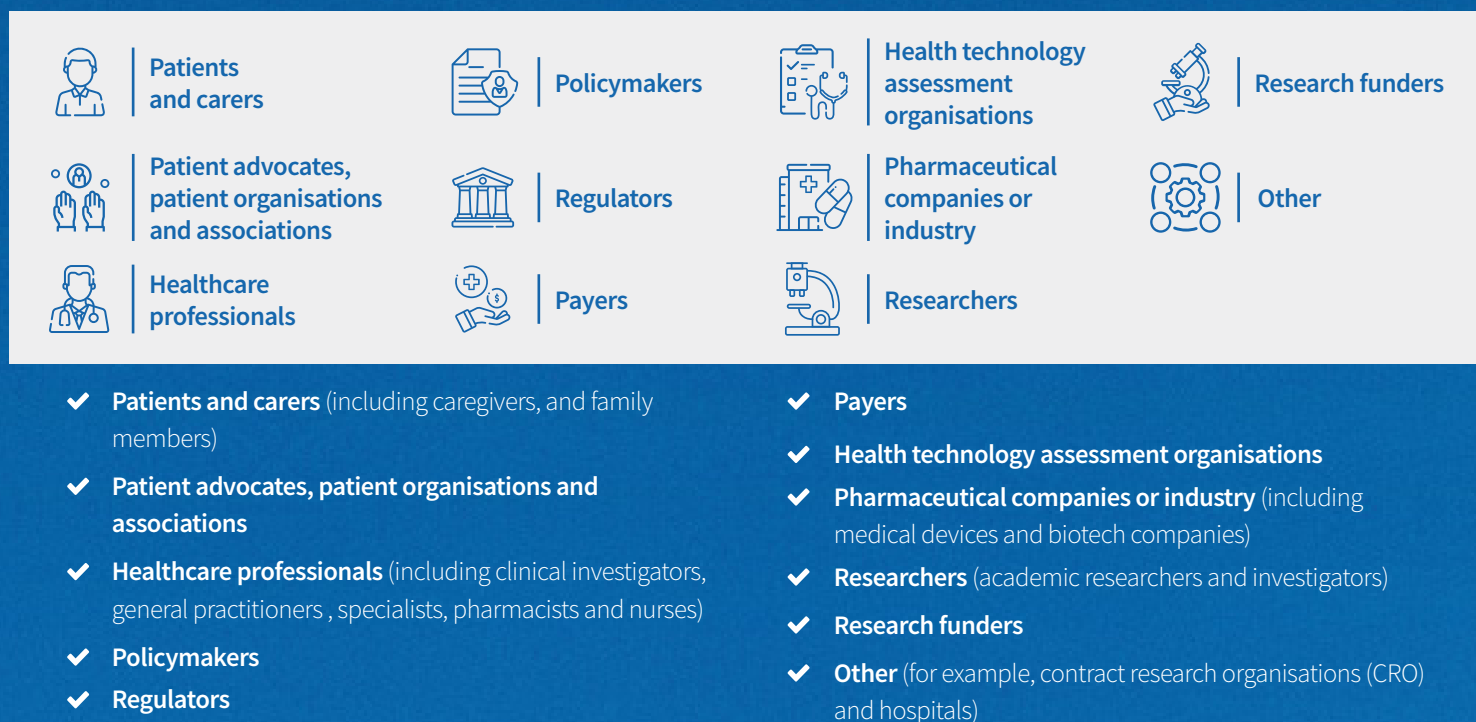 Patients
and carers
Patient advocates,
patient organisations
and associations
Healthcare
professionals
Policymakers
Regulators
$
Payers
Health technology
assessment
organisations
Pharmaceutical
companies or
industry
Researchers
Research funders
Other
Patients and carers (including caregivers, and family
members)
Patient advocates, patient organisations and
associations
Healthcare professionals (including clinical investigators,
general practitioners , specialists, pharmacists and nurses)
Policymakers
Regulators
Payers
Health technology assessment organisations
Pharmaceutical companies or industry (including
medical devices and biotech companies)
Researchers (academic researchers and investigators)
Research funders
Other (for example, contract research organisations (CRO)
and hospitals)